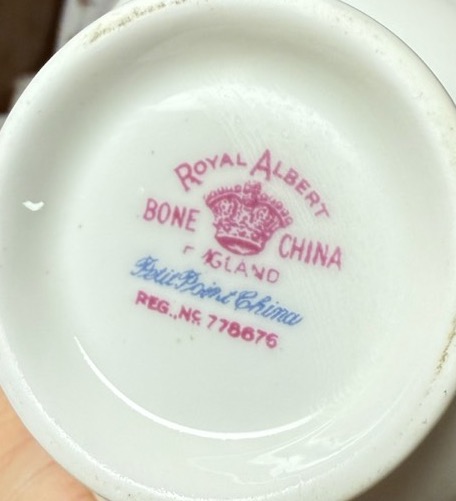 ROYAL ALBERT
BONE CHINA
ENGLAND
Petit Point China
REG., Nº 778676